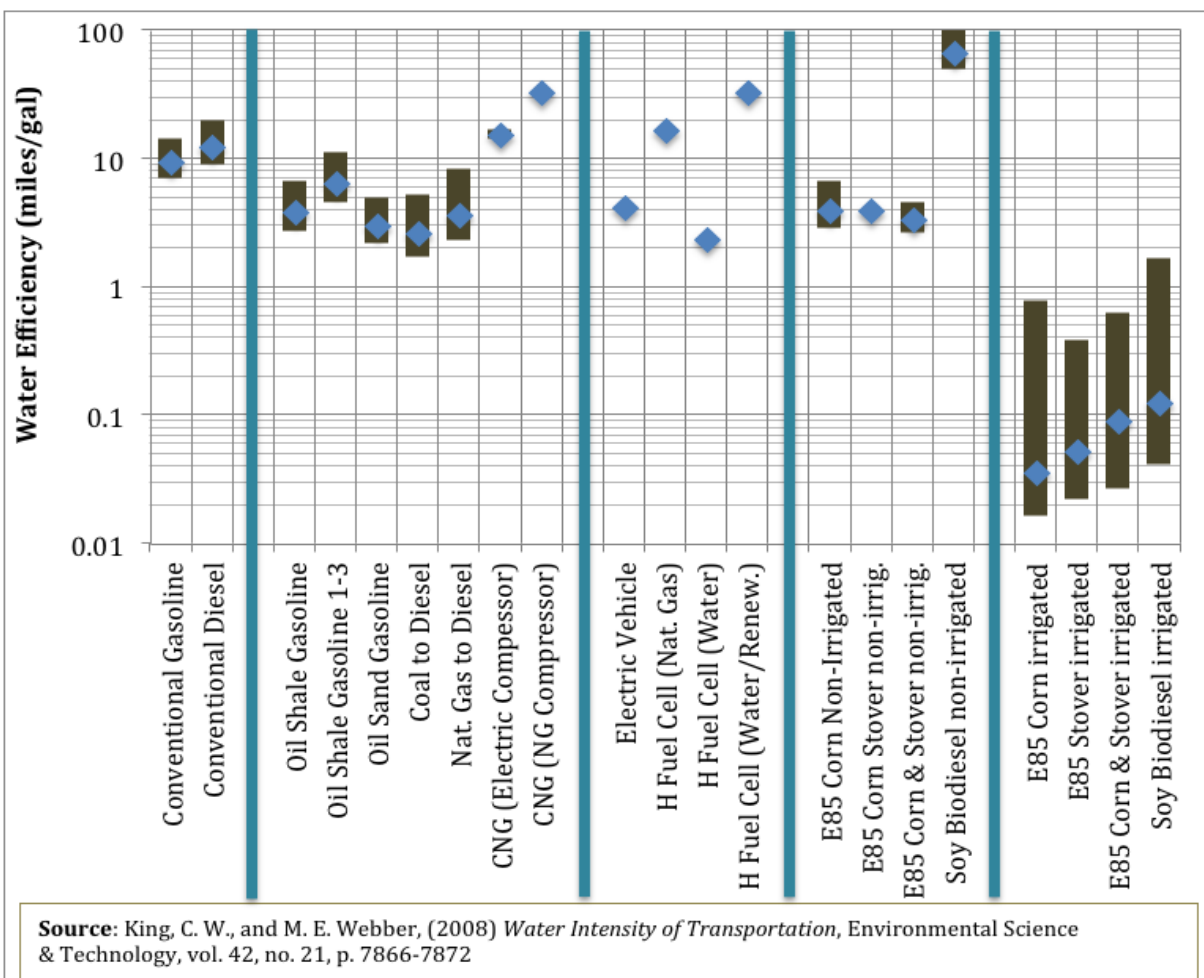 Water Efficiency (miles/gal)
100
10
1
0.1
0.01
Conventional Gasoline
Conventional Diesel
Oil Shale Gasoline
Oil Shale Gasoline 1-3
Oil Sand Gasoline
Coal to Diesel
Nat. Gas to Diesel
CNG (Electric Compessor)
CNG (NG Compressor)
Electric Vehicle
H Fuel Cell (Nat. Gas)
H Fuel Cell (Water)
H Fuel Cell (Water/Renew.)
E85 Corn Non-Irrigated
E85 Corn Stover non-irrig.
E85 Corn & Stover non-irrig.
Soy Biodiesel non-irrigated
E85 Corn irrigated
E85 Stover irrigated
E85 Corn & Stover irrigated
Soy Biodiesel irrigated
Source: King, C. W., and M. E. Webber, (2008) Water Intensity of Transportation, Environmental Science
& Technology, vol. 42, no. 21, p. 7866-7872